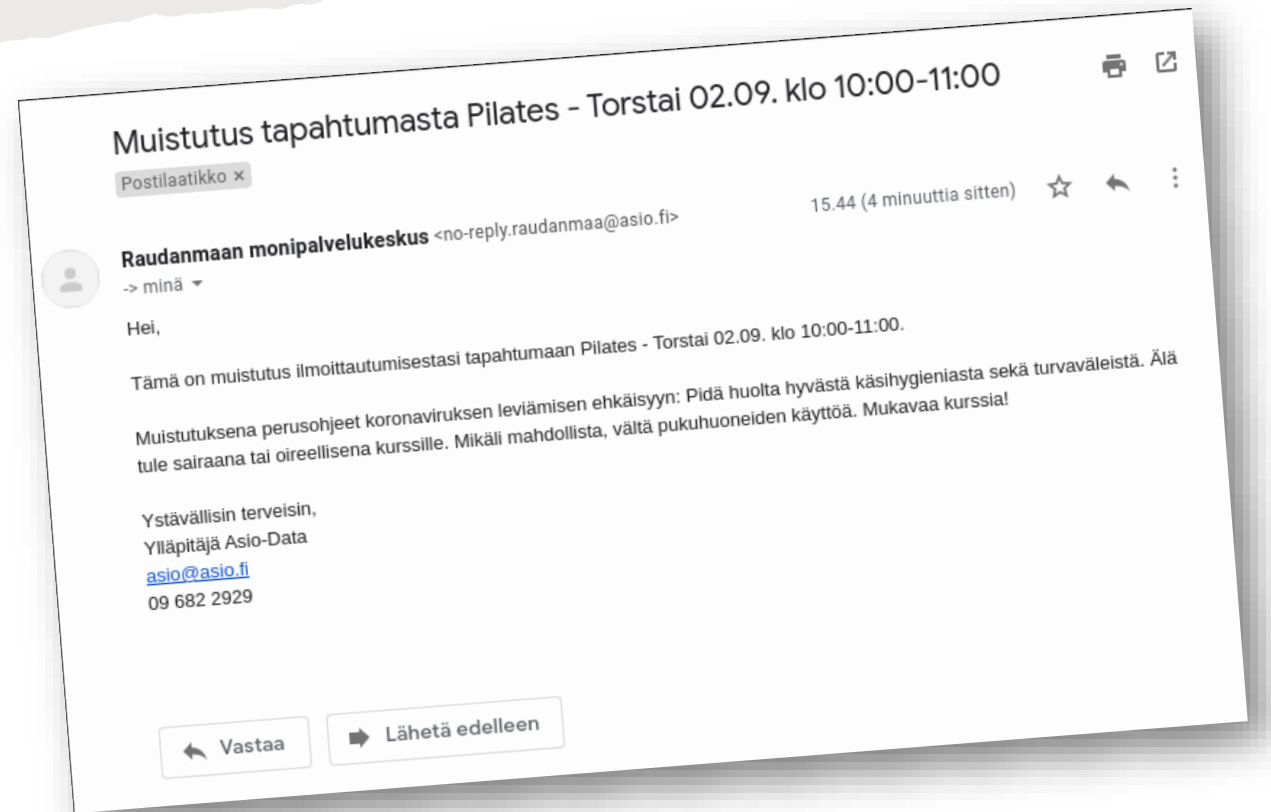 Muistutus tapahtumasta Pilates - Torstai 02.09. klo 10:00-11:00
Postilaatikko ×
Raudanmaan monipalvelukeskus <no-reply.raudanmaa@asio.fi>
15.44 (4 minuuttia sitten)
-> minä
Hei,
Tämä on muistutus ilmoittautumisestasi tapahtumaan Pilates - Torstai 02.09. klo 10:00-11:00.
Muistutuksena perusohjeet koronaviruksen leviämisen ehkäisyyn: Pidä huolta hyvästä käsihygieniasta sekä turvaväleistä. Älä
tule sairaana tai oireellisena kurssille. Mikäli mahdollista, vältä pukuhuoneiden käyttöä. Mukavaa kurssia!
Ystävällisin terveisin,
Ylläpitäjä Asio-Data
asio@asio.fi
09 682 2929
Vastaa
Lähetä edelleen